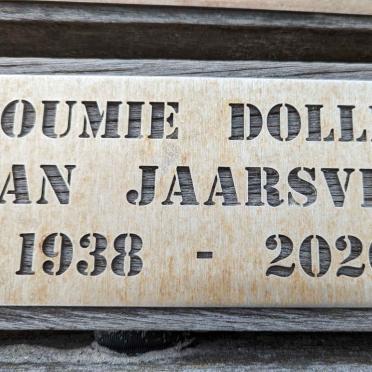 OUMIE DOLL
AN JAARSV
1938 - 202